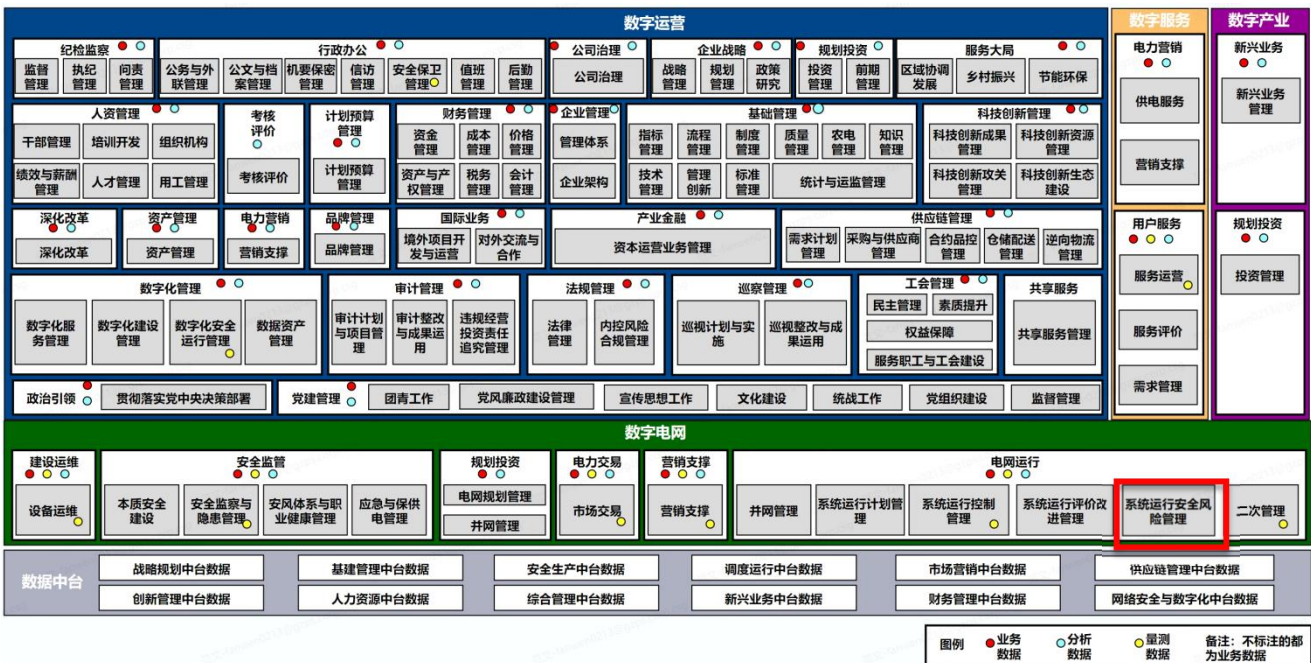 数字运营
数字服务
数字产业
纪检监察
行政办公
公司治理
企业战略
规划投资
服务大局
电力营销
新兴业务
监督
管理
执纪
管理
问责
管理
公务与外
联管理
公文与档
案管理
机要保密
管理
信访
管理
安全保卫
管理
值班
管理
后勤
管理
公司治理
战略
管理
规划
管理
政策
研究
投资
管理
前期
管理
区域协调
发展
乡村振兴
节能环保
供电服务
营销支撑
新兴业务
管理
人资管理
考核
评价
计划预算
管理
财务管理
企业管理
基础管理
科技创新管理
干部管理
培训开发
组织机构
绩效与薪酬
管理
人才管理
用工管理
考核评价
计划预算
管理
资金
管理
成本
管理
价格
管理
资产与产
权管理
税务
管理
会计
管理
管理体系
企业架构
指标
管理
流程
管理
制度
管理
质量
管理
农电
管理
知识
管理
技术
管理
管理
创新
标准
管理
统计与运监管理
科技创新成果
管理
科技创新资源
管理
科技创新攻关
管理
科技创新生态
建设
深化改革
资产管理
电力营销
品牌管理
国际业务
产业金融
供应链管理
用户服务
规划投资
深化改革
资产管理
营销支撑
品牌管理
境外项目开
发与运营
对外交流与
合作
资本运营业务管理
需求计划
管理
采购与供应商
管理
合约品控
管理
仓储配送
管理
逆向物流
管理
服务运营
服务评价
需求管理
投资管理
数字化管理
审计管理
法规管理
巡察管理
工会管理
共享服务
数字化服
务管理
数字化建设
管理
数字化安全
运行管理
数据资产
管理
审计计划
与项目管
理
审计整改
与成果运
用
违规经营
投资责任
追究管理
法律
管理
内控风险
合规管理
巡视计划与实
施
巡视整改与成
果运用
民主管理
素质提升
权益保障
服务职工与工会建设
共享服务管理
政治引领
贯彻落实党中央决策部署
党建管理
团青工作
党风廉政建设管理
宣传思想工作
文化建设
统战工作
党组织建设
监督管理
数字电网
建设运维
安全监管
规划投资
电力交易
营销支撑
电网运行
设备运维
本质安全
建设
安全监察与
隐患管理
安风体系与职
业健康管理
应急与保供
电管理
电网规划管理
并网管理
市场交易
营销支撑
并网管理
系统运行计划管
理
系统运行控制
管理
系统运行评价改
进管理
系统运行安全风
险管理
二次管理
数据中台
战略规划中台数据
基建管理中台数据
安全生产中台数据
调度运行中台数据
市场营销中台数据
供应链管理中台数据
创新管理中台数据
人力资源中台数据
综合管理中台数据
新兴业务中台数据
财务管理中台数据
网络安全与数字化中台数据
图例
业务
数据
分析
数据
量测
数据
备注：不标注的都
为业务数据